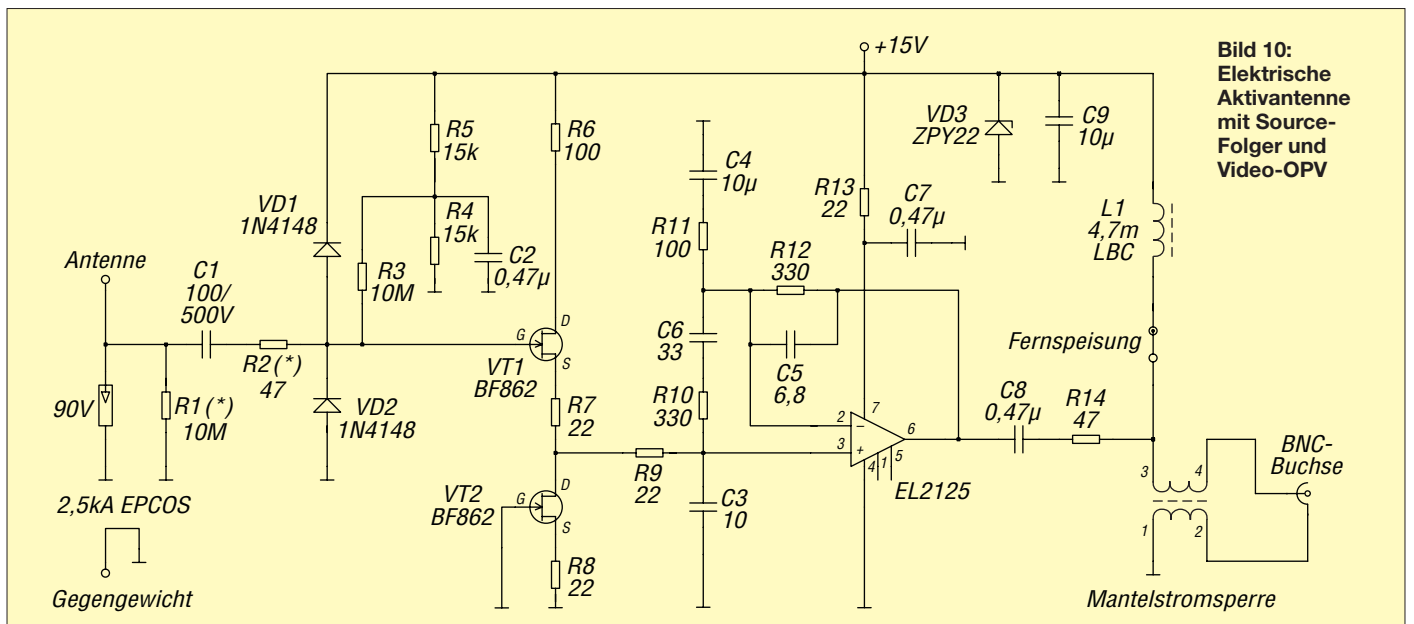 +15V
Bild 10:
Elektrische
Aktivantenne
mit Source-
Folger und
Video-OPV
Antenne
C1
100/
500V
R2(*)
47
90V
R1(*)
10M
2,5kA EPCOS
Gegengewicht
VD1
1N4148
VD2
1N4148
R3
10M
R5
15k
R4
15k
C2
0,47µ
R6
100
G
D
S
VT1
BF862
R7
22
G
D
S
VT2
BF862
R8
22
R9
22
C4
10µ
R11
100
C6
33
R10
330
C3
10
R12
330
C5
6,8
R13
22
C7
0,47µ
2
−
3
+
7
6
4
1
5
EL2125
C8
0,47µ
R14
47
VD3
ZPY22
C9
10µ
L1
4,7m
LBC
Fernspeisung
3
4
1
2
BNC-
Buchse
Mantelstromsperre